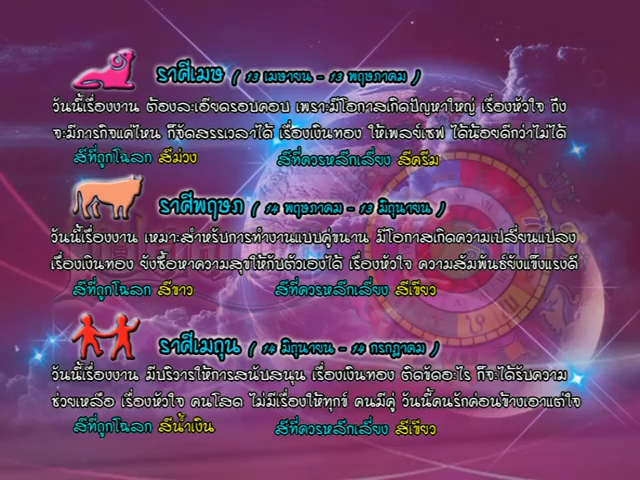 ราศีเมษ ( 13 เมษายน - 13 พฤษภาคม )
วันนี้เรื่องงาน ต้องละเอียดรอบคอบ เพราะมีโอกาสเกิดปัญหาใหญ่ เรื่องหัวใจ ถึง
จะมีภารกิจแค่ไหน ก็จัดสรรเวลาได้ เรื่องเงินทอง ให้เพลย์เซฟ ได้น้อยดีกว่าไม่ได้
สีที่ถูกโฉลก สีม่วง สีที่ควรหลีกเลี่ยง สีครีม
ราศีพฤษภ ( 14 พฤษภาคม - 13 มิถุนายน )
วันนี้เรื่องงาน เหมาะสำหรับการทำงานแบบคู่ขนาน มีโอกาสเกิดความเปลี่ยนแปลง
เรื่องเงินทอง ยังซื้อหาความสุขให้กับตัวเองได้ เรื่องหัวใจ ความสัมพันธ์ยังแข็งแรงดี
สีที่ถูกโฉลก สีขาว สีที่ควรหลีกเลี่ยง สีเขียว
ราศีเมถุน ( 14 มิถุนายน - 14 กรกฎาคม )
วันนี้เรื่องงาน มีบริวารให้การสนับสนุน เรื่องเงินทอง ติดขัดอะไร ก็จะได้รับความ
ช่วยเหลือ เรื่องหัวใจ คนโสด ไม่มีเรื่องให้ทุกข์ คนมีคู่ วันนี้คนรักค่อนข้างเอาแต่ใจ
สีที่ถูกโฉลก สีน้ำเงิน สีที่ควรหลีกเลี่ยง สีเขียว